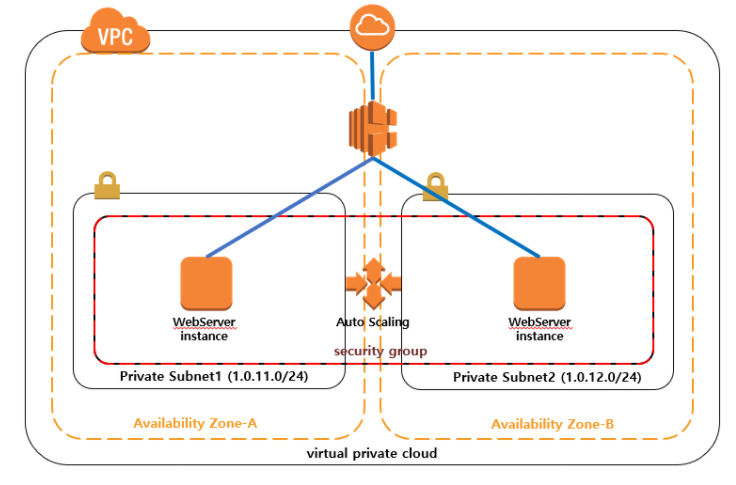 VPC
WebServer
instance
Auto Scaling
WebServer
instance
security group
Private Subnet1 (1.0.11.0/24)
Private Subnet2 (1.0.12.0/24)
Availability Zone-A
Availability Zone-B
virtual private cloud